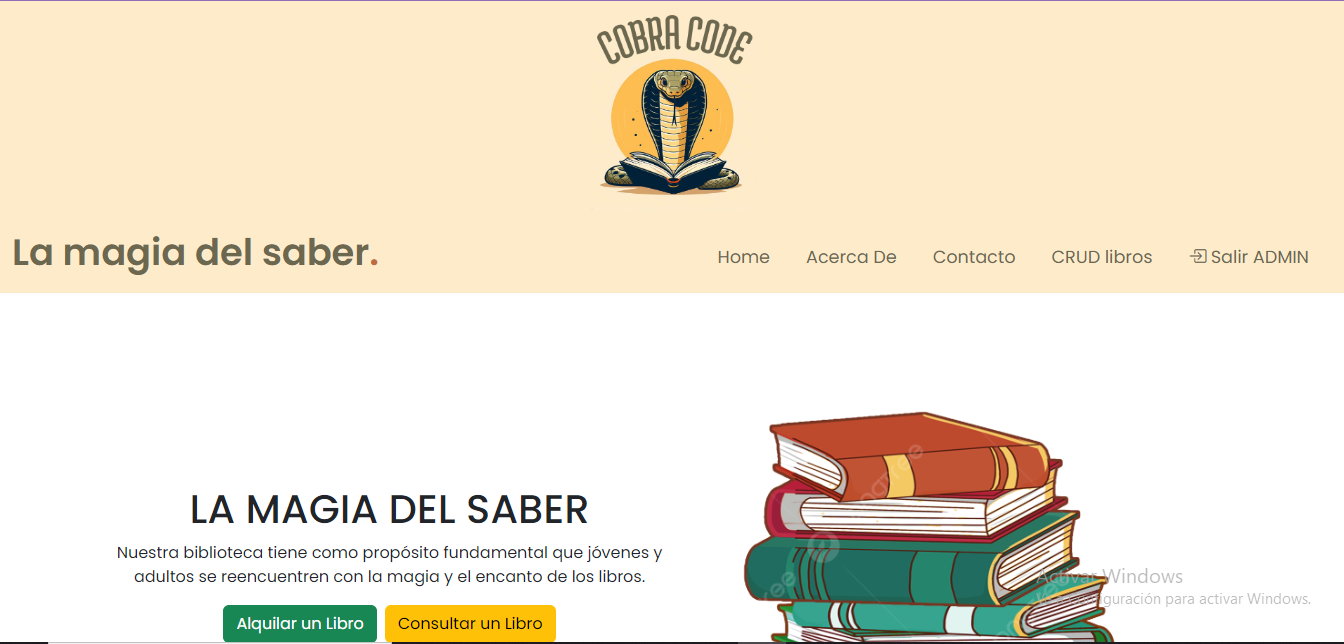 COBRA CODE
La magia del saber.
Home Acerca De Contacto CRUD libros Salir ADMIN
LA MAGIA DEL SABER
Nuestra biblioteca tiene como propósito fundamental que jóvenes y
adultos se reencuentren con la magia y el encanto de los libros.
Alquilar un Libro Consultar un Libro
Activar Windows
para activar Windows.